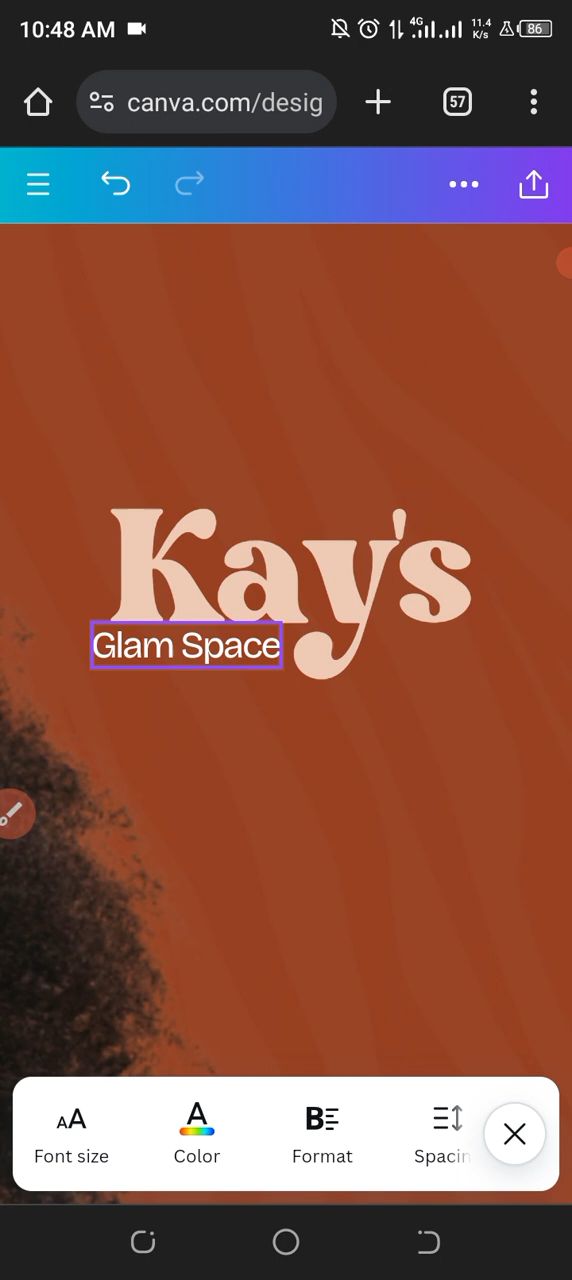 10:48 AM
4G
11.4
K/s
86
canva.com/desig
57
Kay's
Glam Space
AA
A
B
Font size
Color
Format
Spacin